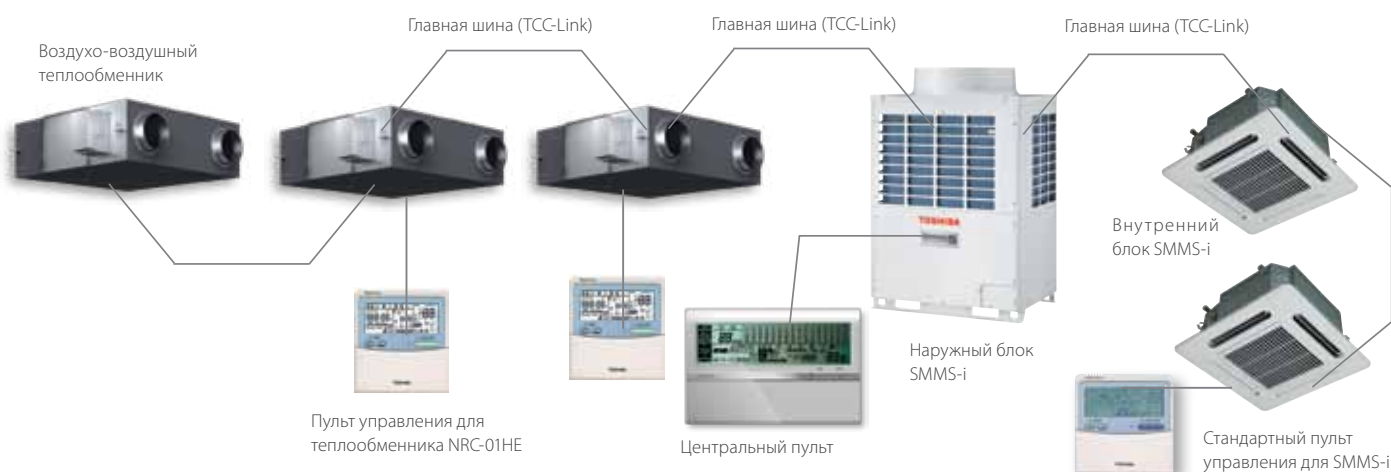 Главная шина (TCC-Link)
Главная шина (TCC-Link)
Главная шина (TCC-Link)
Воздухо-воздушный
теплообменник
TOSHIBA
Внутренний
блок SMMS-i
Наружный блок
SMMS-i
Пульт управления для
теплообменника NRC-01HE
Центральный пульт
Стандартный пульт
управления для SMMS-i